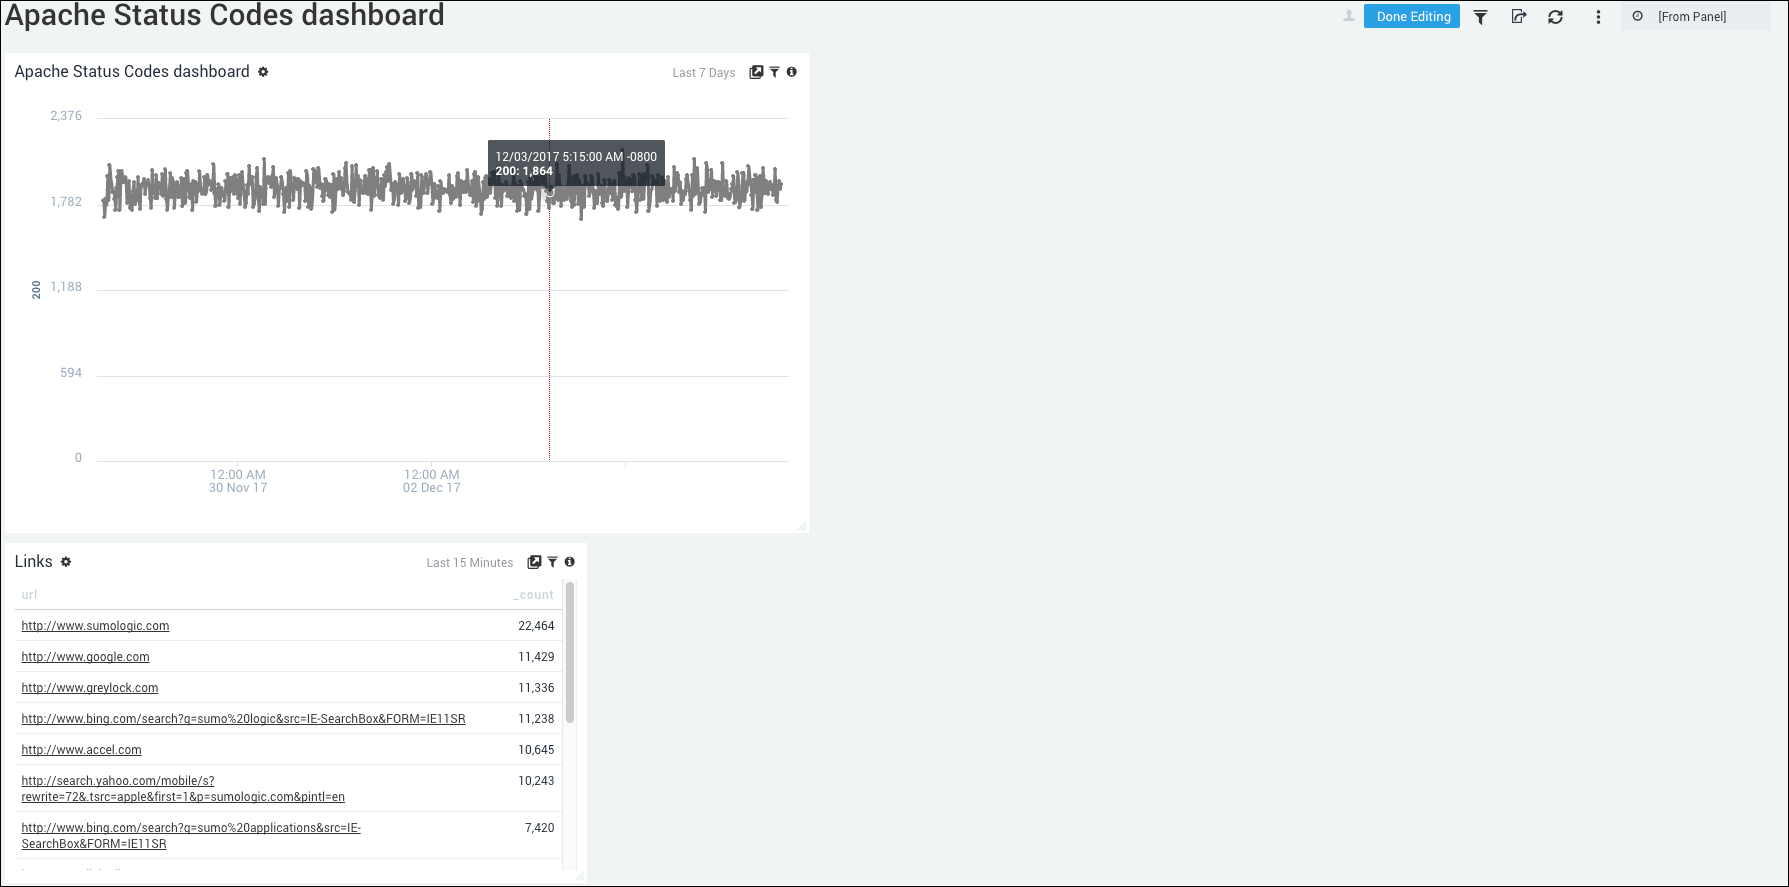 Apache Status Codes dashboard
Done Editing
[From Panel]
Apache Status Codes dashboard
Last 7 Days
2,376
12/03/2017 5:15:00 AM -0800
200: 1,864
1,782
1,188
200
594
0
12:00 AM
30 Nov 17
12:00 AM
02 Dec 17
Links
Last 15 Minutes
url _count
http://www.sumologic.com 22,464
http://www.google.com 11,429
http://www.greylock.com 11,336
http://www.bing.com/search?q=sumo%20logic&src=IE-SearchBox&FORM=IE11SR 11,238
http://www.accel.com 10,645
http://search.yahoo.com/mobile/s? 10,243
rewrite=72&.tsrc=apple&first=1&p=sumologic.com&pintl=en
http://www.bing.com/search?q=sumo%20applications&src=IE- 7,420
SearchBox&FORM=IE11SR